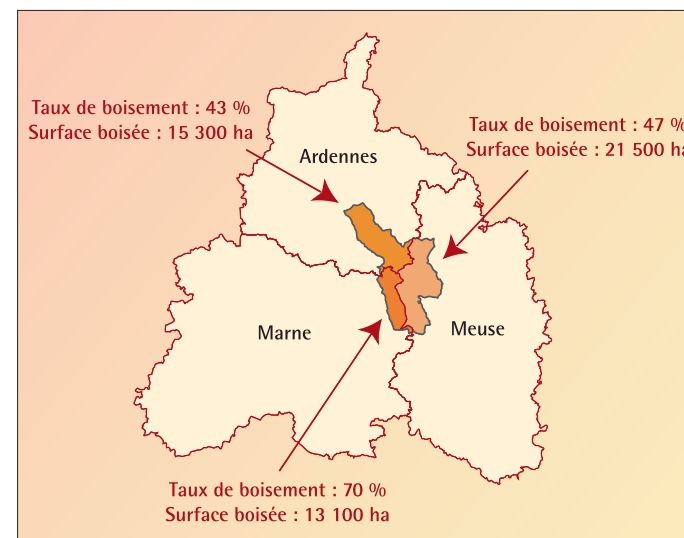 Taux de boisement : 43 %
Surface boisée : 15 300 ha
Taux de boisement : 47 %
Surface boisée : 21 500 ha
Ardennes
Marne
Meuse
Taux de boisement : 70 %
Surface boisée : 13 100 ha